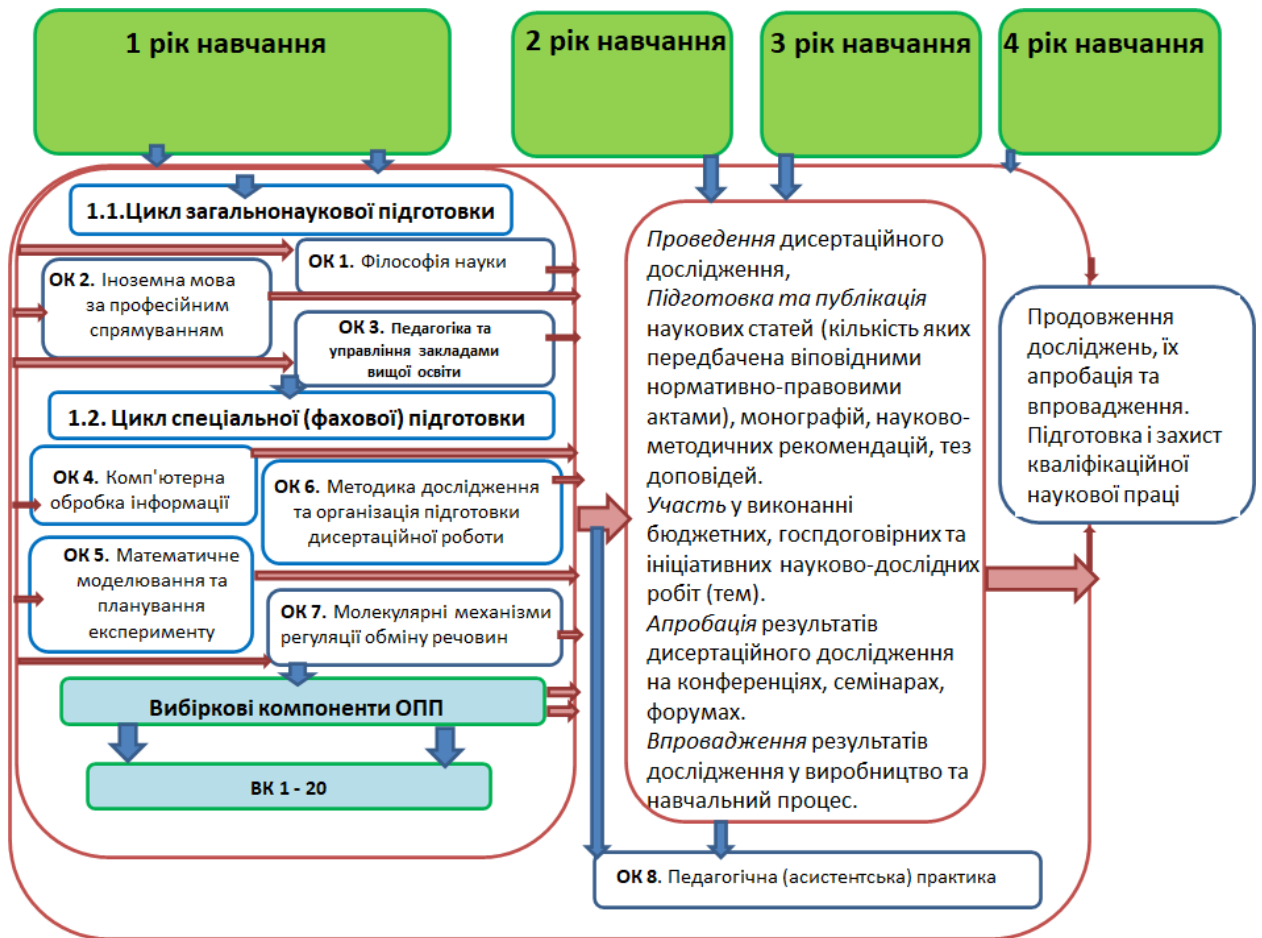 1 рік навчання
2 рік навчання
3 рік навчання
4 рік навчання
1.1.Цикл загальнонаукової підготовки
ОК 1. Філософія науки
ОК 2. Іноземна мова
за професійним
спрямуванням
ОК 3. Педагогіка та
управління закладами
вищої освіти
1.2. Цикл спеціальної (фахової) підготовки
ОК 4. Комп'ютерна
обробка інформації
ОК 6. Методика дослідження
та організація підготовки
дисертаційної роботи
ОК 5. Математичне
моделювання та
планування
експерименту
ОК 7. Молекулярні механізми
регуляції обміну речовин
Вибіркові компоненти ОПП
ВК 1 - 20
Проведення дисертаційного
дослідження,
Підготовка та публікація
наукових статей (кількість яких
передбачена віповідними
нормативно-правовими
актами), монографій, науково-
методичних рекомендацій, тез
доповідей.
Участь у виконанні
бюджетних, госпдоговірних та
ініціативних науково-дослідних
робіт (тем).
Апробація результатів
дисертаційного дослідження
на конференціях, семінарах,
форумах.
Впровадження результатів
дослідження у виробництво та
навчальний процес.
Продовження
досліджень, їх
апробація та
впровадження.
Підготовка і захист
кваліфікаційної
наукової праці
ОК 8. Педагогічна (асистентська) практика